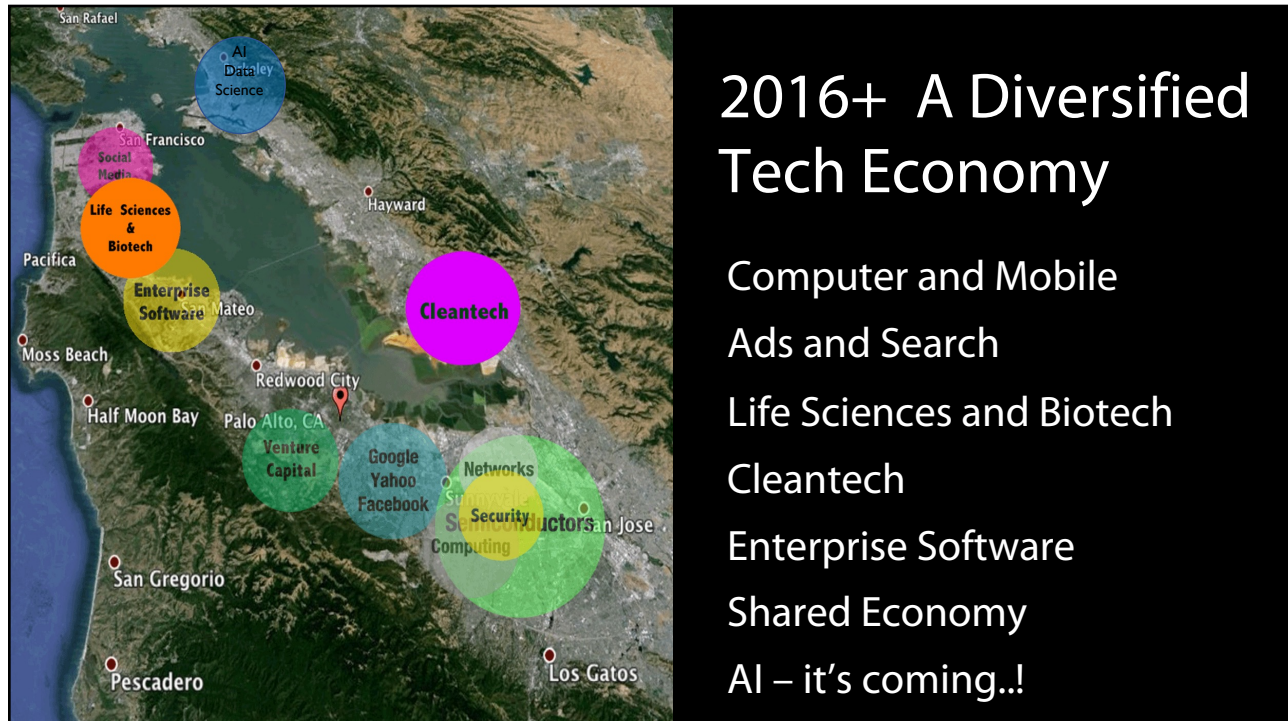 San Rafael
AI
Berkeley
Data
Science
San Francisco
Social
Media
Hayward
Life Sciences
&
Biotech
Pacifica
Enterprise
Software
San Mateo
Cleantech
Moss Beach
Redwood City
Half Moon Bay
Palo Alto, CA
Venture
Capital
Google
Yahoo
Facebook
Networks
Sunnyvale
Security
Semiconductors
San Jose
Computing
San Gregorio
Los Gatos
Pescadero
2016+ A Diversified
Tech Economy
Computer and Mobile
Ads and Search
Life Sciences and Biotech
Cleantech
Enterprise Software
Shared Economy
AI – it’s coming..!